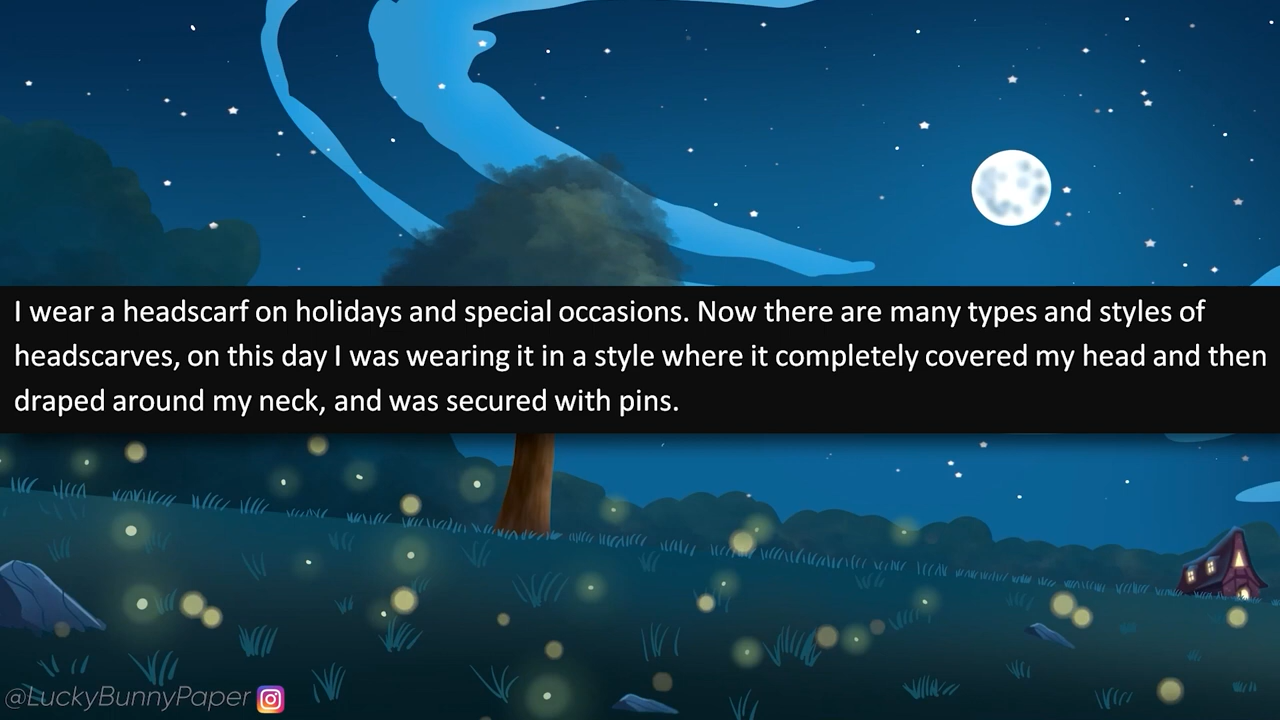 I wear a headscarf on holidays and special occasions. Now there are many types and styles of
headscarves, on this day I was wearing it in a style where it completely covered my head and then
draped around my neck, and was secured with pins.
@LuckyBunnyPaper